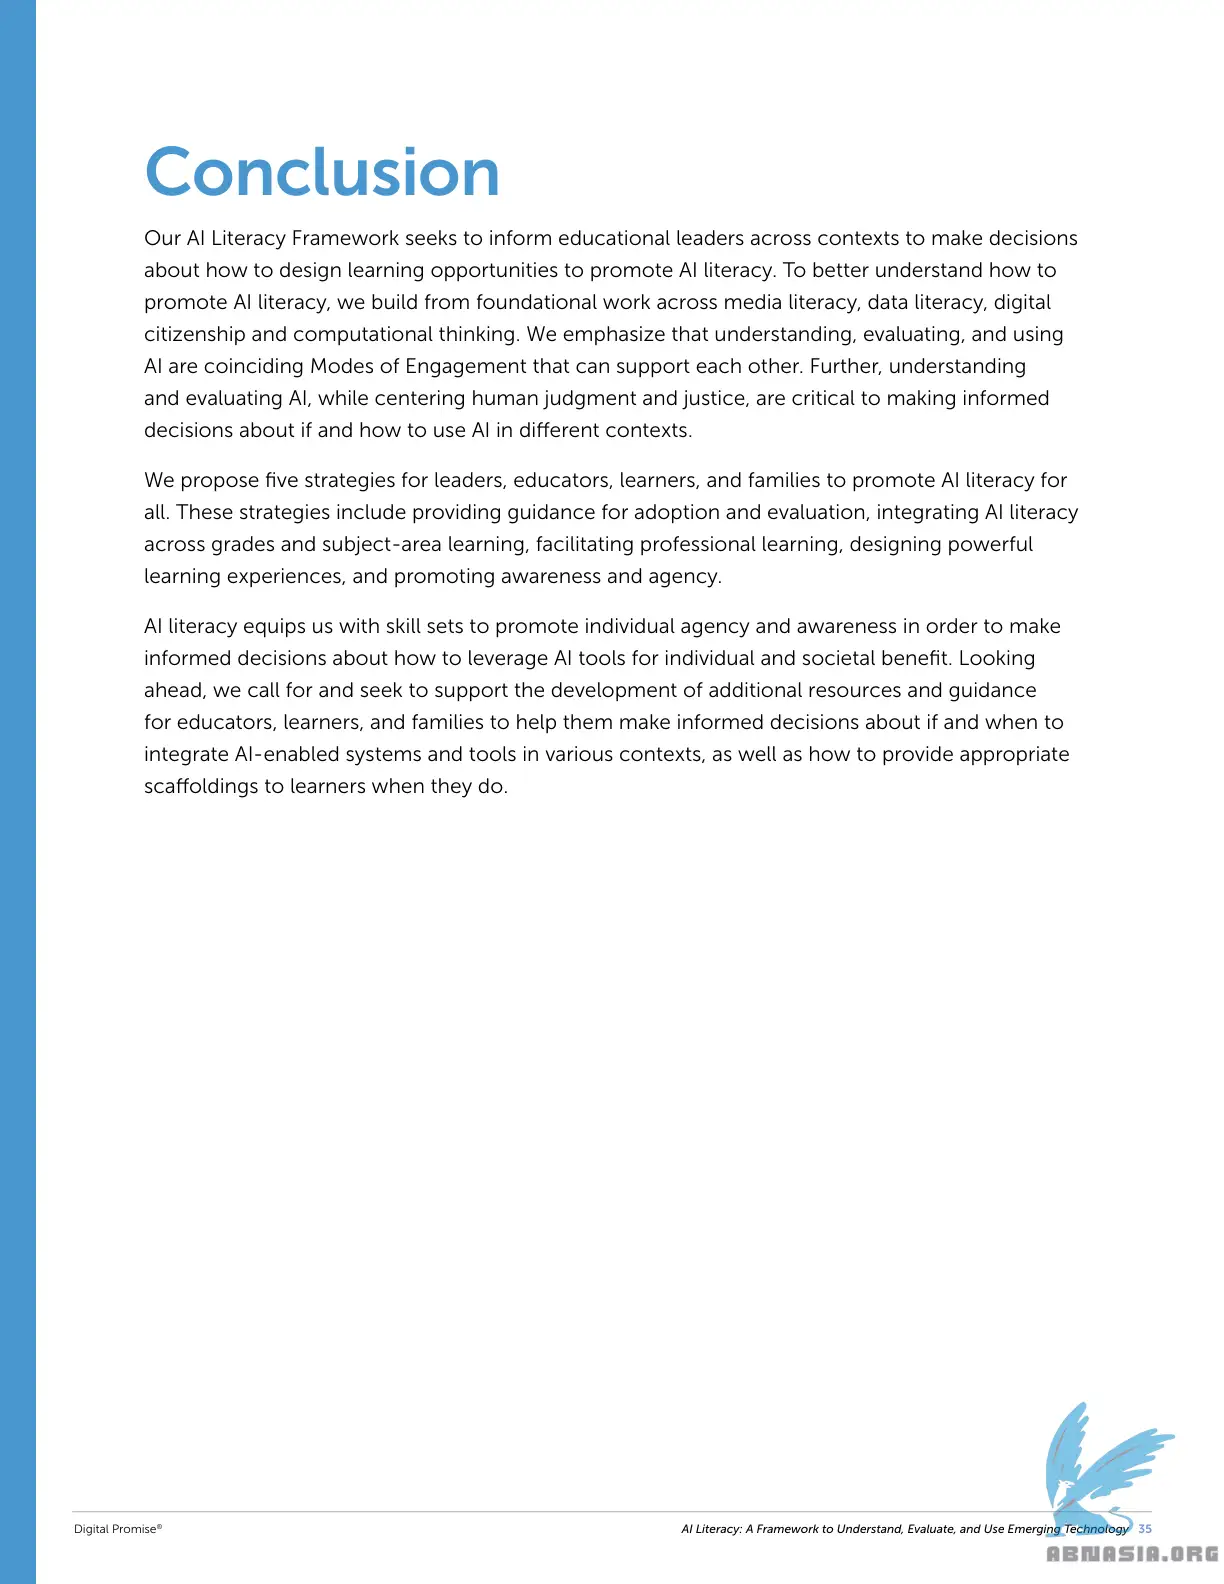 Conclusion
Our AI Literacy Framework seeks to inform educational leaders across contexts to make decisions
about how to design learning opportunities to promote AI literacy. To better understand how to
promote AI literacy, we build from foundational work across media literacy, data literacy, digital
citizenship and computational thinking. We emphasize that understanding, evaluating, and using
AI are coinciding Modes of Engagement that can support each other. Further, understanding
and evaluating AI, while centering human judgment and justice, are critical to making informed
decisions about if and how to use AI in different contexts.
We propose five strategies for leaders, educators, learners, and families to promote AI literacy for
all. These strategies include providing guidance for adoption and evaluation, integrating AI literacy
across grades and subject-area learning, facilitating professional learning, designing powerful
learning experiences, and promoting awareness and agency.
AI literacy equips us with skill sets to promote individual agency and awareness in order to make
informed decisions about how to leverage AI tools for individual and societal benefit. Looking
ahead, we call for and seek to support the development of additional resources and guidance
for educators, learners, and families to help them make informed decisions about if and when to
integrate AI-enabled systems and tools in various contexts, as well as how to provide appropriate
scaffoldings to learners when they do.
Digital Promise®
AI Literacy: A Framework to Understand, Evaluate, and Use Emerging Technology 35
ABNASIA.ORG